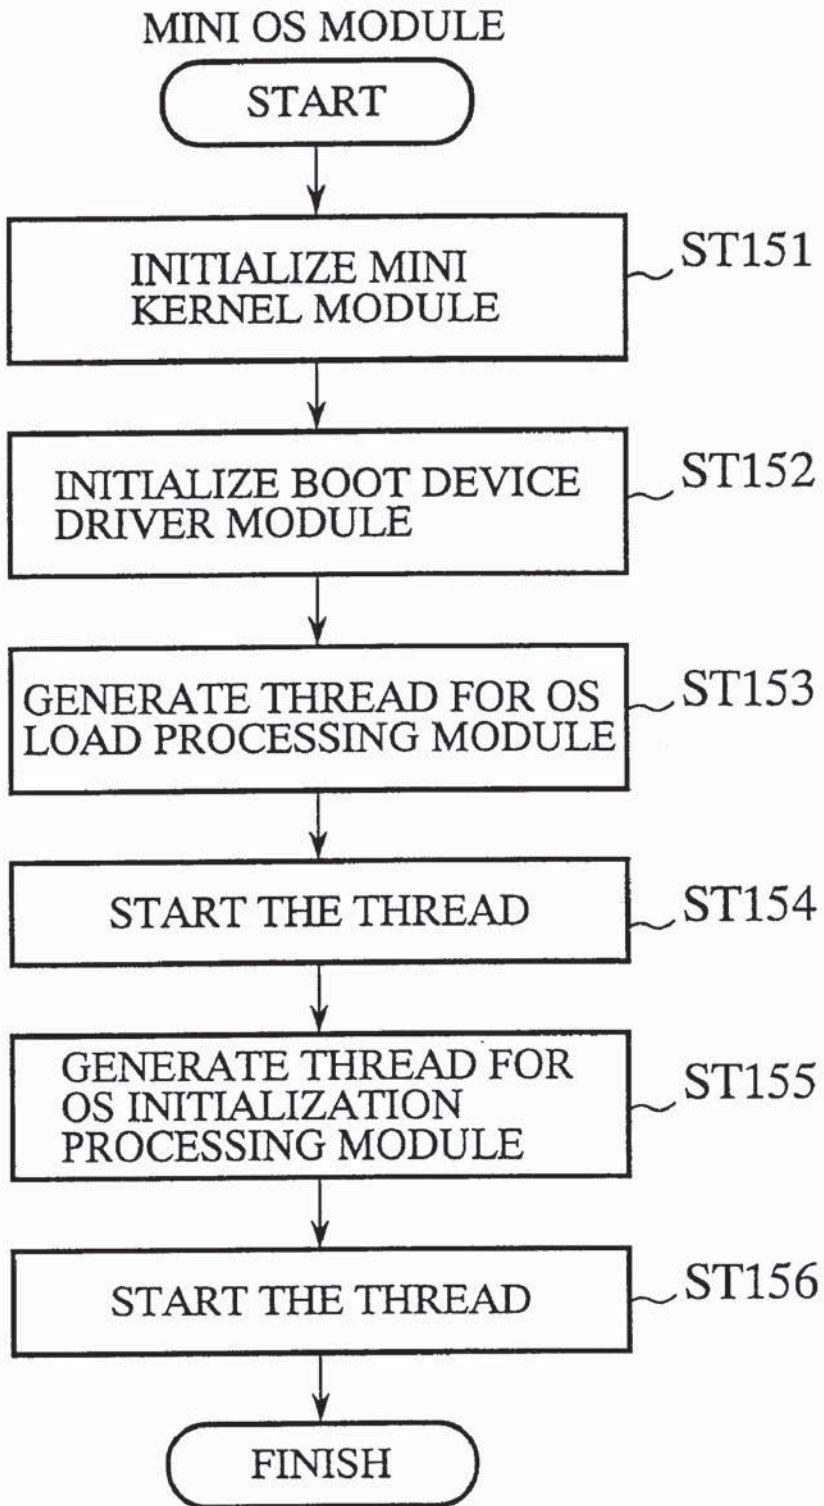 MINI OS MODULE
START
INITIALIZE MINI
KERNEL MODULE
ST151
INITIALIZE BOOT DEVICE
DRIVER MODULE
ST152
GENERATE THREAD FOR OS
LOAD PROCESSING MODULE
ST153
START THE THREAD
ST154
GENERATE THREAD FOR
OS INITIALIZATION
PROCESSING MODULE
ST155
START THE THREAD
ST156
FINISH